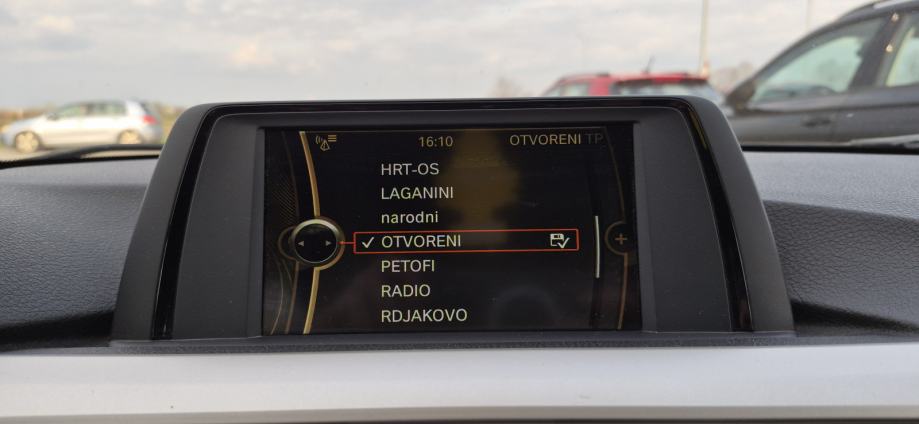 16:10 OTVORENI TP
HRT-OS
LAGANINI
narodni
OTVORENI
PETOFI
RADIO
RDJAKOVO